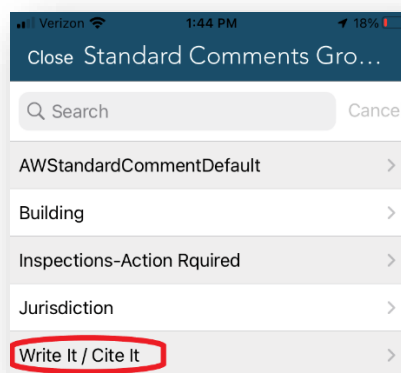 Verizon 1:44 PM 18%
Close Standard Comments Gro...
Search Cance
AWStandardCommentDefault
Building
Inspections-Action Rquired
Jurisdiction
Write It / Cite It